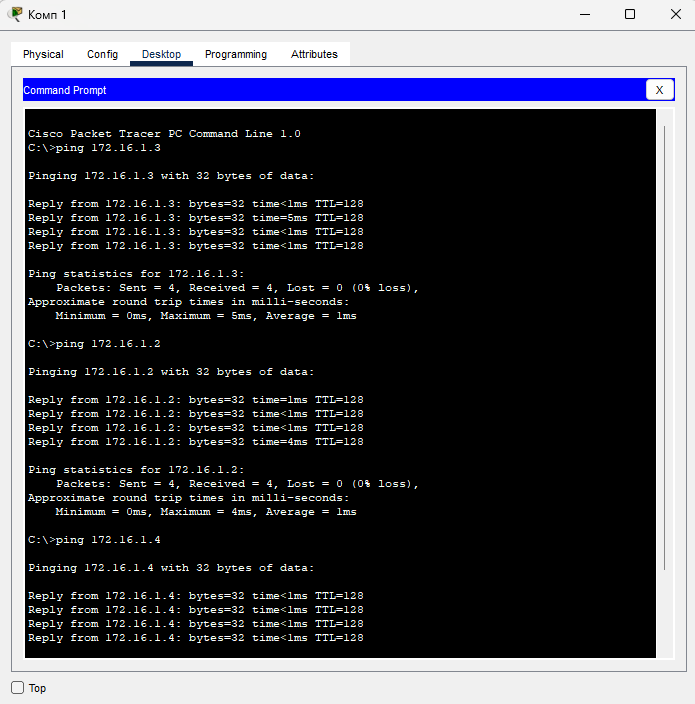 Комп 1
Physical Config Desktop Programming Attributes
Command Prompt X
Cisco Packet Tracer PC Command Line 1.0
C:\>ping 172.16.1.3
Pinging 172.16.1.3 with 32 bytes of data:
Reply from 172.16.1.3: bytes=32 time<1ms TTL=128
Reply from 172.16.1.3: bytes=32 time=5ms TTL=128
Reply from 172.16.1.3: bytes=32 time<1ms TTL=128
Reply from 172.16.1.3: bytes=32 time<1ms TTL=128
Ping statistics for 172.16.1.3:
Packets: Sent = 4, Received = 4, Lost = 0 (0% loss),
Approximate round trip times in milli-seconds:
Minimum = 0ms, Maximum = 5ms, Average = 1ms
C:\>ping 172.16.1.2
Pinging 172.16.1.2 with 32 bytes of data:
Reply from 172.16.1.2: bytes=32 time=1ms TTL=128
Reply from 172.16.1.2: bytes=32 time<1ms TTL=128
Reply from 172.16.1.2: bytes=32 time<1ms TTL=128
Reply from 172.16.1.2: bytes=32 time=4ms TTL=128
Ping statistics for 172.16.1.2:
Packets: Sent = 4, Received = 4, Lost = 0 (0% loss),
Approximate round trip times in milli-seconds:
Minimum = 0ms, Maximum = 4ms, Average = 1ms
C:\>ping 172.16.1.4
Pinging 172.16.1.4 with 32 bytes of data:
Reply from 172.16.1.4: bytes=32 time<1ms TTL=128
Reply from 172.16.1.4: bytes=32 time<1ms TTL=128
Reply from 172.16.1.4: bytes=32 time<1ms TTL=128
Reply from 172.16.1.4: bytes=32 time<1ms TTL=128
Top